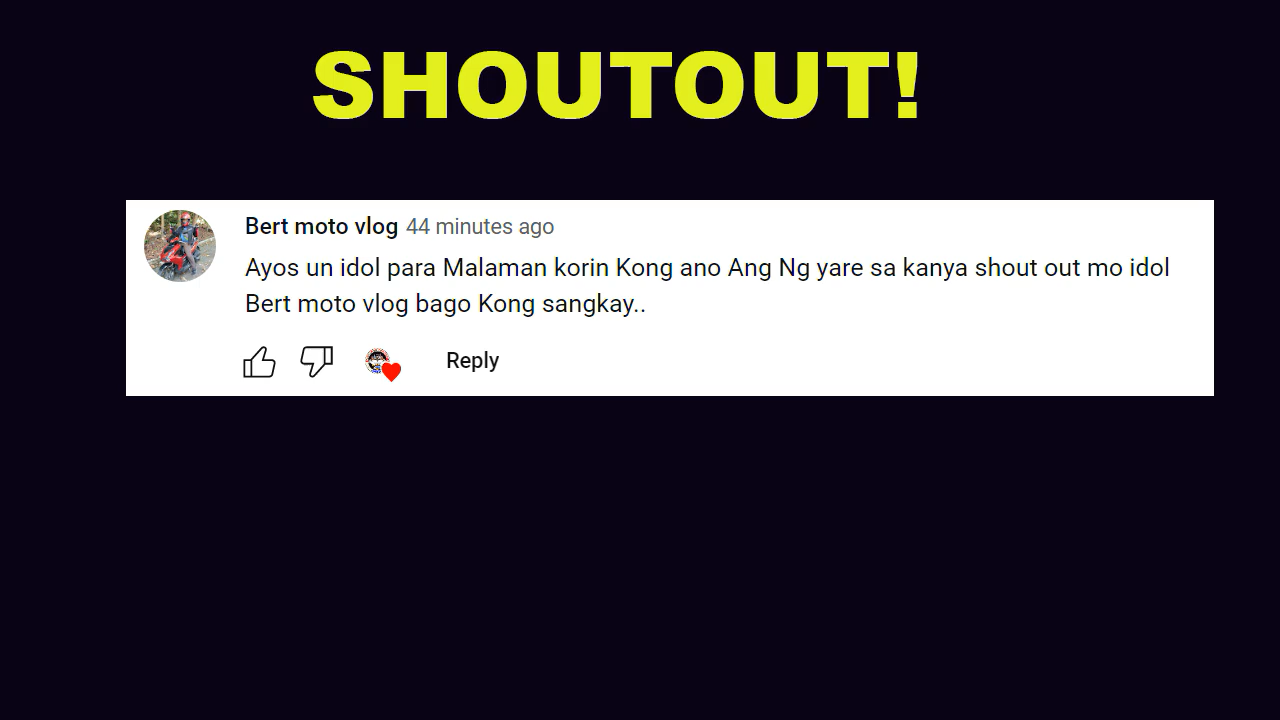 SHOUTOUT!
Bert moto vlog 44 minutes ago
Ayos un idol para Malaman korin Kong ano Ang Ng yare sa kanya shout out mo idol
Bert moto vlog bago Kong sangkay..
Reply